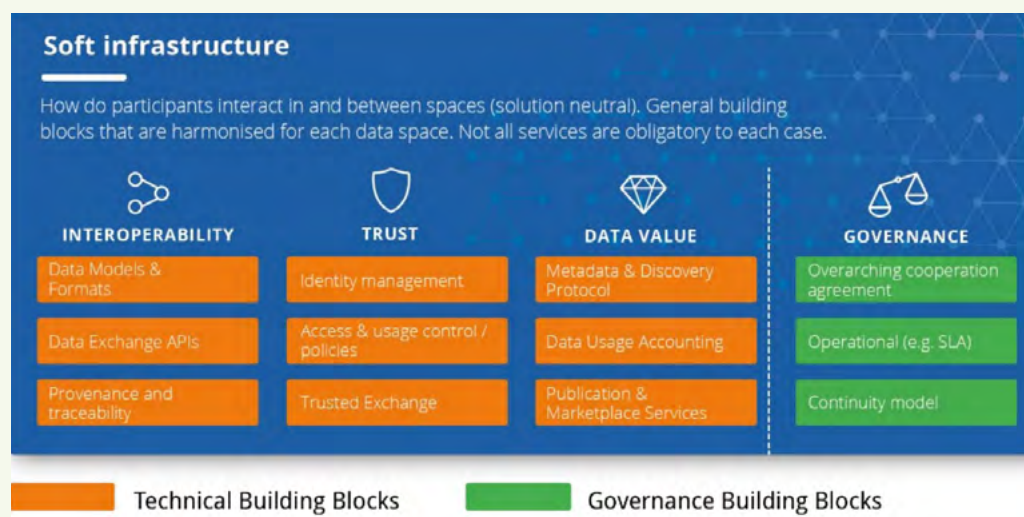 Soft infrastructure
How do participants interact in and between spaces (solution neutral). General building
blocks that are harmonised for each data space. Not all services are obligatory to each case.
INTEROPERABILITY
Data Models &
Formats
Data Exchange APIs
Provenance and
traceability
TRUST
Identity management
Access & usage control /
policies
Trusted Exchange
DATA VALUE
Metadata & Discovery
Protocol
Data Usage Accounting
Publication &
Marketplace Services
GOVERNANCE
Overarching cooperation
agreement
Operational (e.g. SLA)
Continuity model
Technical Building Blocks
Governance Building Blocks